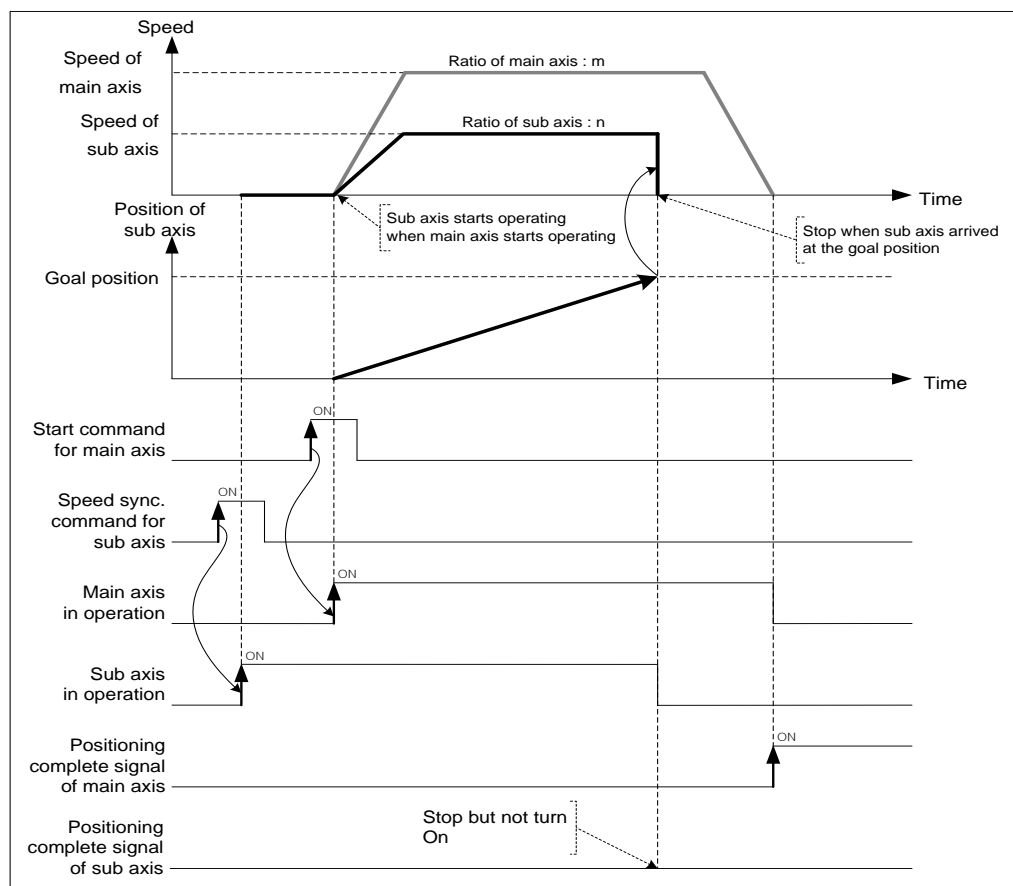 Speed
Speed of
main axis
Ratio of main axis : m
Speed of
sub axis
Ratio of sub axis : n
Time
Position of
sub axis
Sub axis starts operating
when main axis starts operating
Stop when sub axis arrived
at the goal position
Goal position
Time
ON
Start command
for main axis
ON
Speed sync.
command for
sub axis
ON
Main axis
in operation
ON
Sub axis
in operation
ON
Positioning
complete signal
of main axis
Stop but not turn
On
Positioning
complete signal
of sub axis